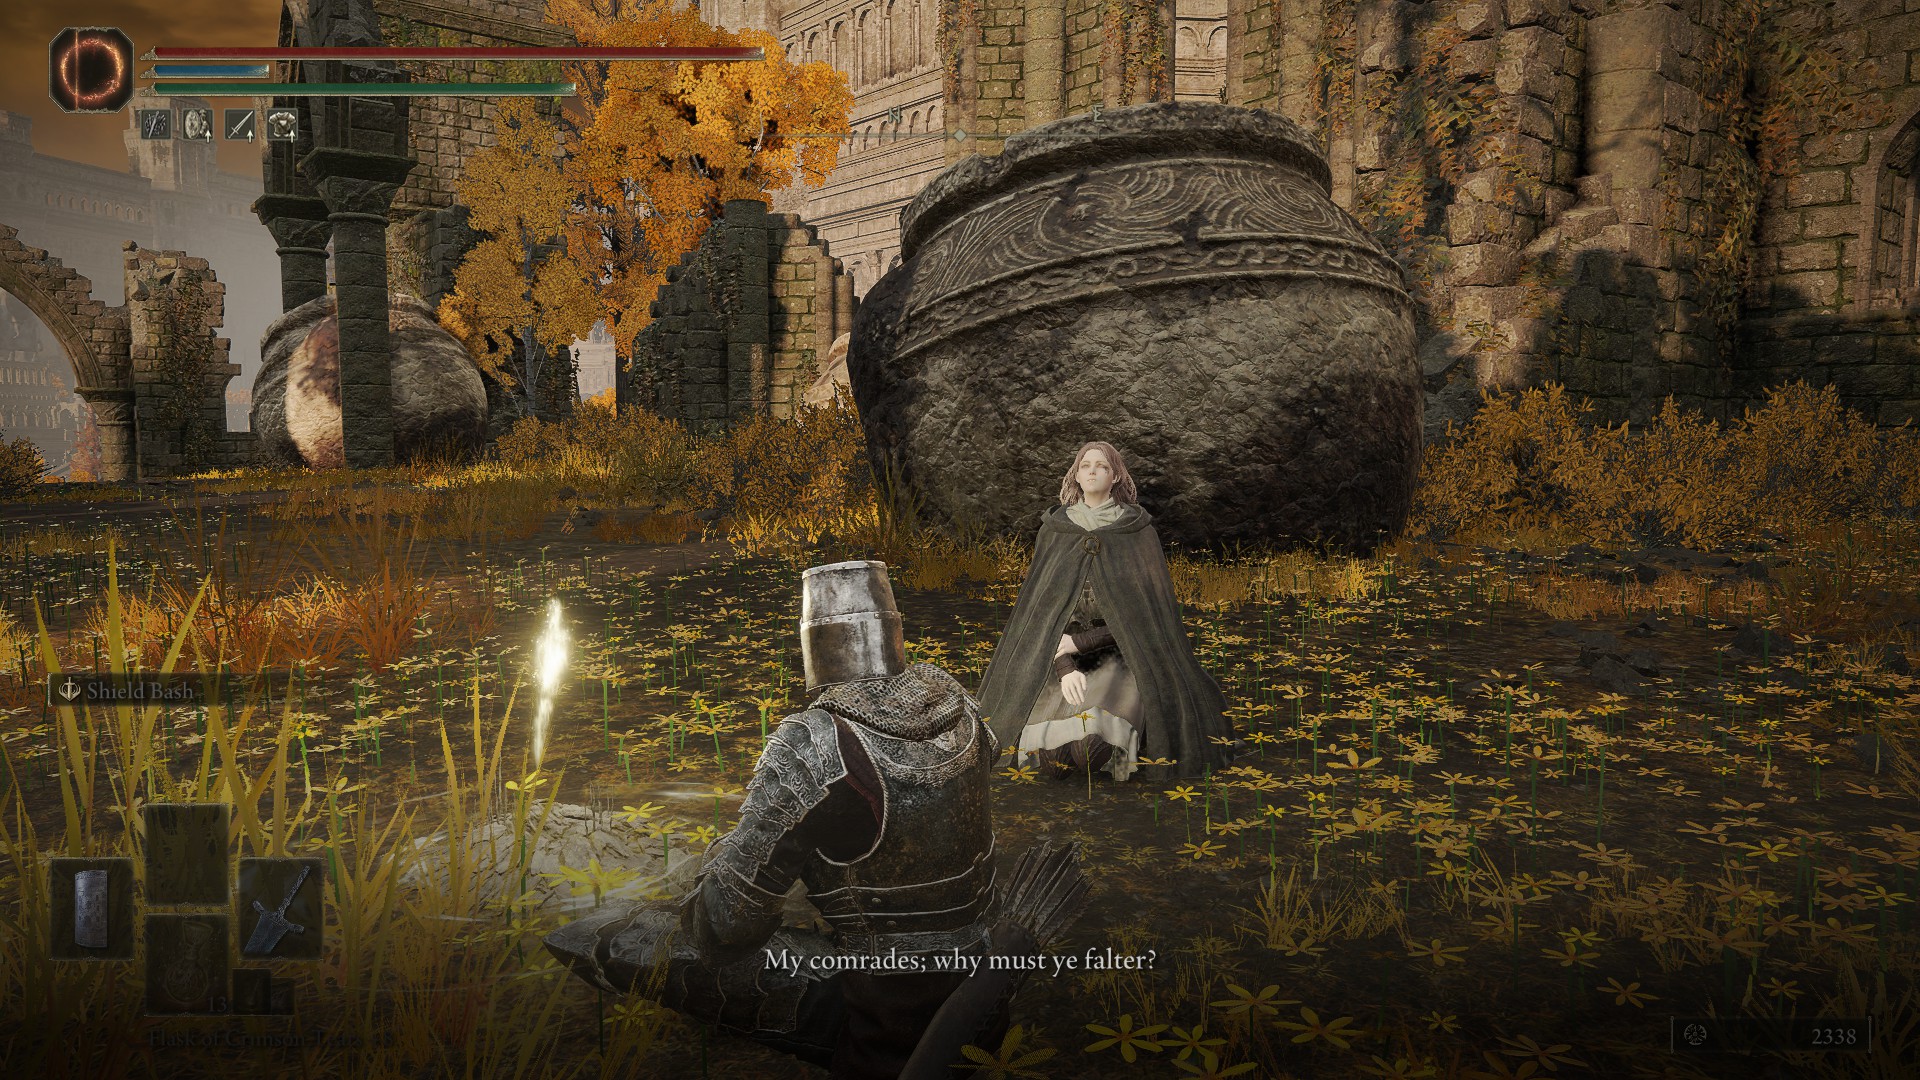 N
E
Shield Bash
My comrades; why must ye falter?
13
Flask of Crimson Tears
2338